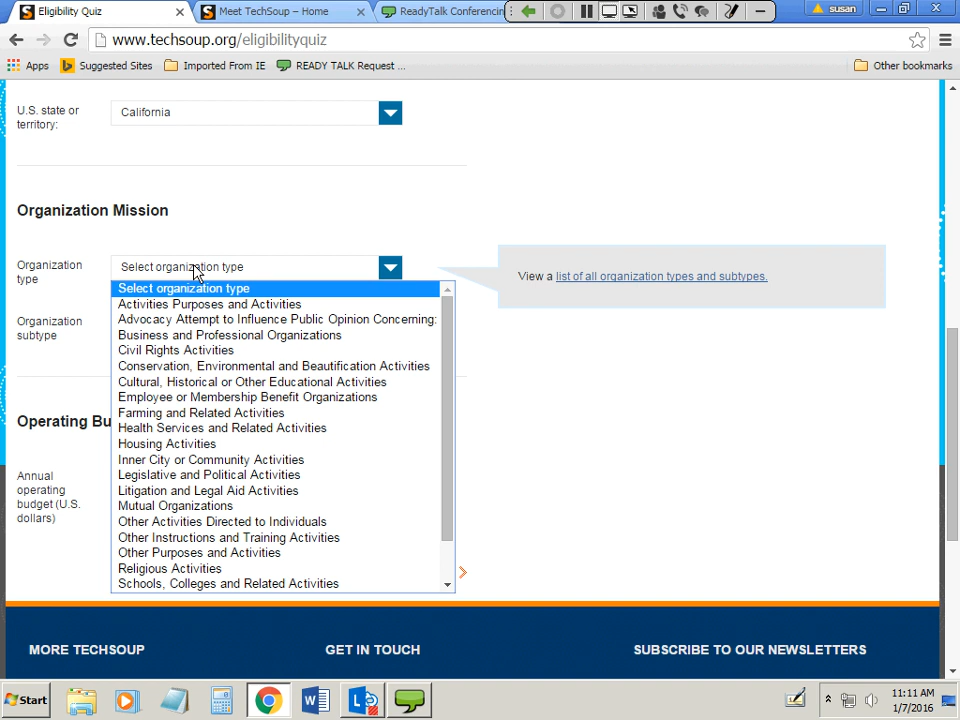 Eligibility Quiz
Meet TechSoup – Home
ReadyTalk Conferencin
susan
www.techsoup.org/eligibilityquiz
Apps
Suggested Sites
Imported From IE
READY TALK Request ...
Other bookmarks
U.S. state or
territory:
California
Organization Mission
Organization
type
Select organization type
View a list of all organization types and subtypes.
Organization
subtype
Select organization type
Activities Purposes and Activities
Advocacy Attempt to Influence Public Opinion Concerning:
Business and Professional Organizations
Civil Rights Activities
Conservation, Environmental and Beautification Activities
Cultural, Historical or Other Educational Activities
Employee or Membership Benefit Organizations
Farming and Related Activities
Health Services and Related Activities
Housing Activities
Inner City or Community Activities
Legislative and Political Activities
Litigation and Legal Aid Activities
Mutual Organizations
Other Activities Directed to Individuals
Other Instructions and Training Activities
Other Purposes and Activities
Religious Activities
Schools, Colleges and Related Activities
Operating Bu
Annual
operating
budget (U.S.
dollars)
MORE TECHSOUP
GET IN TOUCH
SUBSCRIBE TO OUR NEWSLETTERS
Start
11:11 AM
1/7/2016